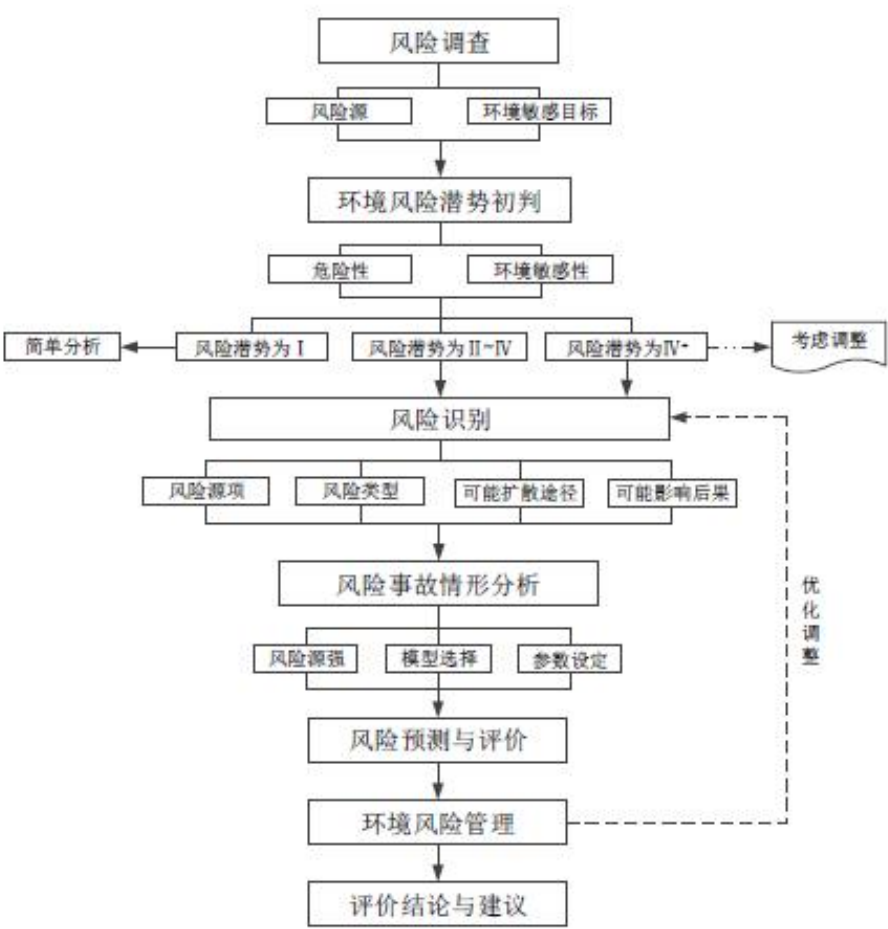 风险调查
风险源
环境敏感目标
环境风险潜势初判
危险性
环境敏感性
简单分析
风险潜势为Ⅰ
风险潜势为Ⅱ~Ⅳ
风险潜势为Ⅳ+
考虑调整
风险识别
风险源项
风险类型
可能扩散途径
可能影响后果
风险事故情形分析
优化调整
风险源强
模型选择
参数设定
风险预测与评价
环境风险管理
评价结论与建议